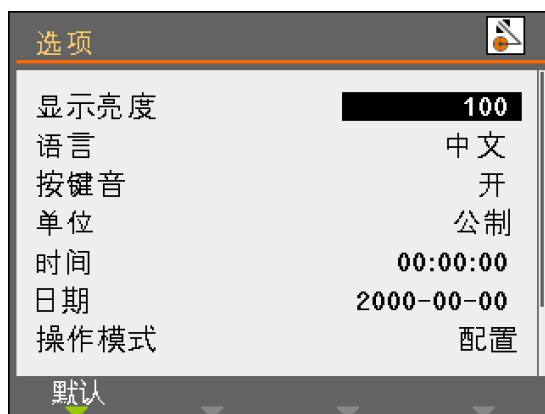 选项
显示亮度 100
语言 中文
按键音 开
单位 公制
时间 00:00:00
日期 2000-00-00
操作模式 配置
默认